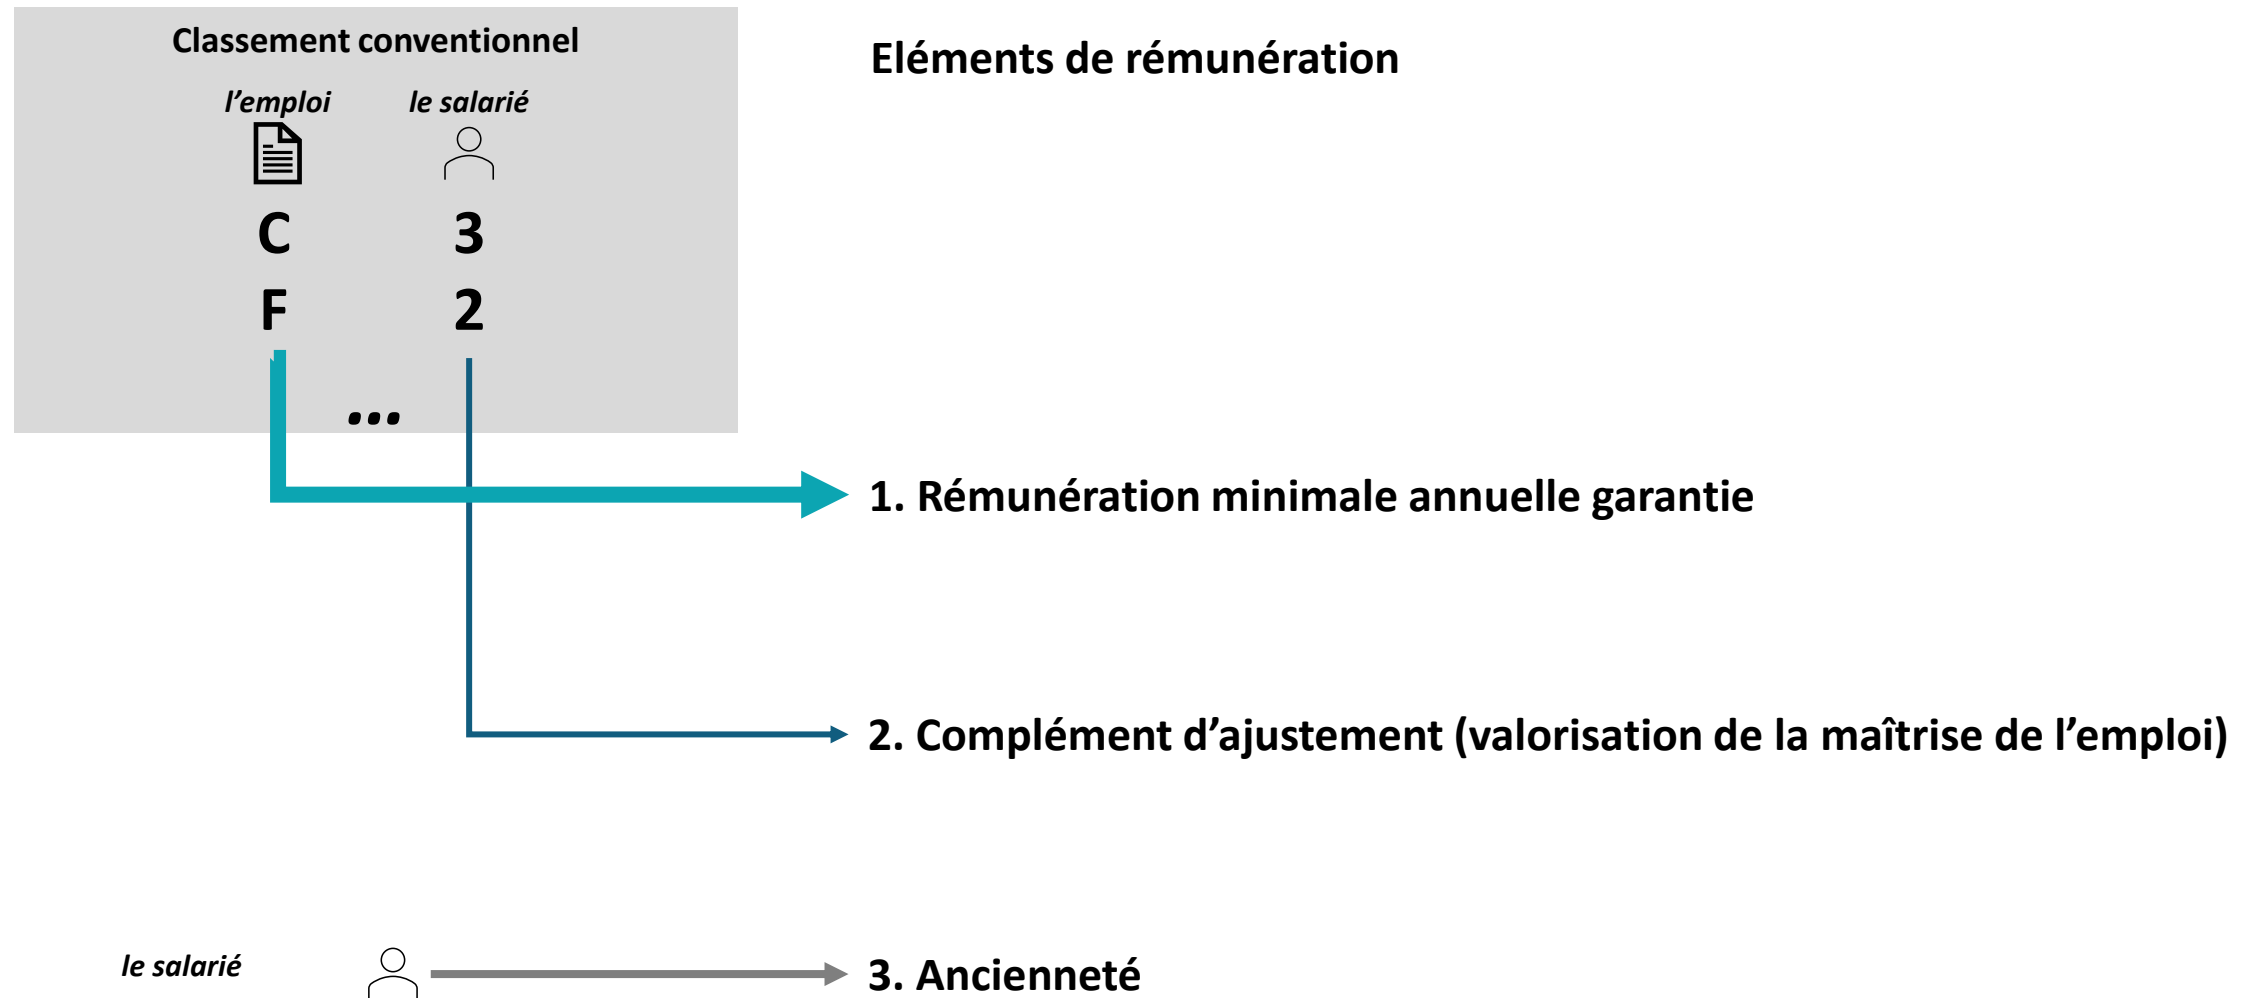 Classement conventionnel
Eléments de rémunération
l’emploi le salarié
C 3
F 2
...
1. Rémunération minimale annuelle garantie
2. Complément d’ajustement (valorisation de la maîtrise de l’emploi)
le salarié
3. Ancienneté